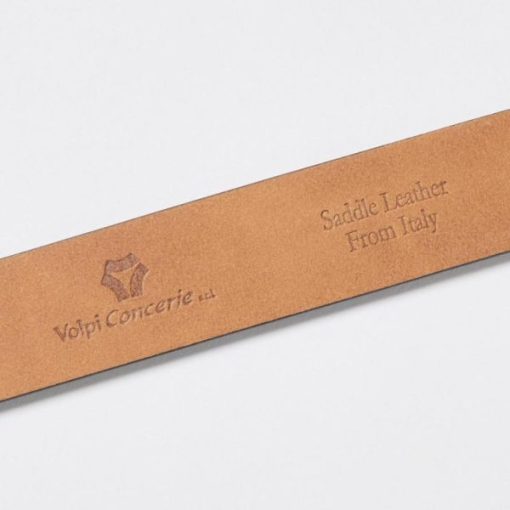 Volpi Concerie s.r.l.
Saddle Leather
From Italy